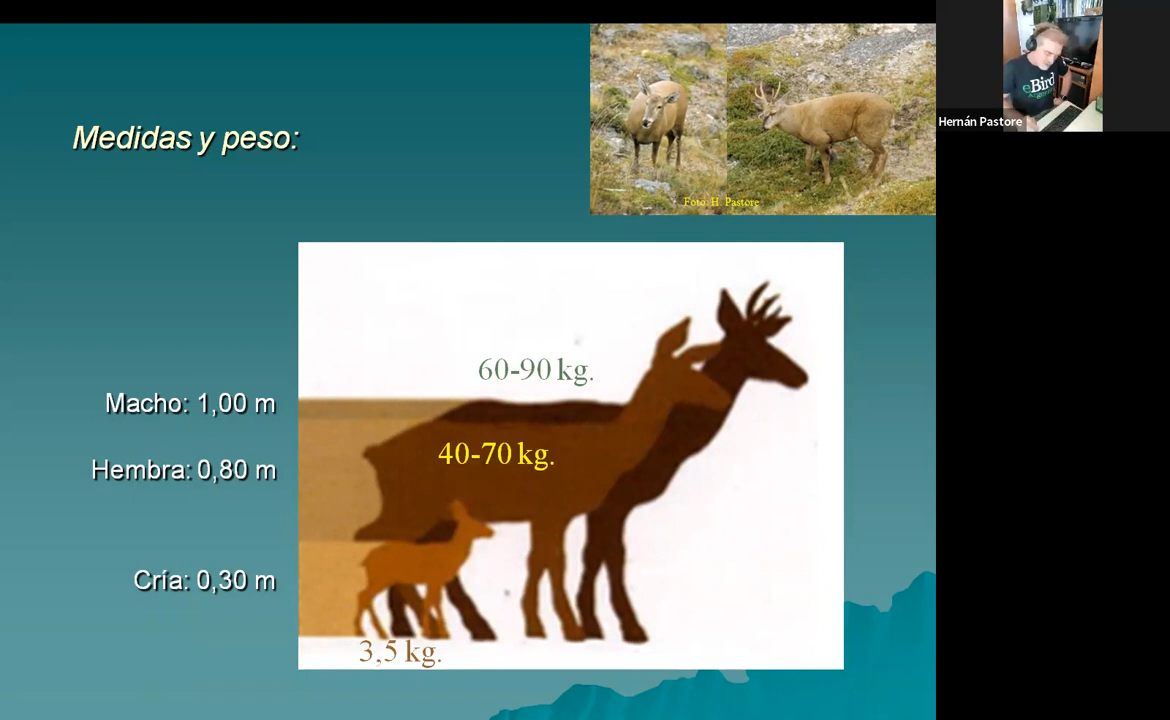 Medidas y peso:
Foto: H. Pastore
60-90 kg.
Macho: 1,00 m
40-70 kg.
Hembra: 0,80 m
Cría: 0,30 m
3,5 kg.
eBird
Hernán Pastore